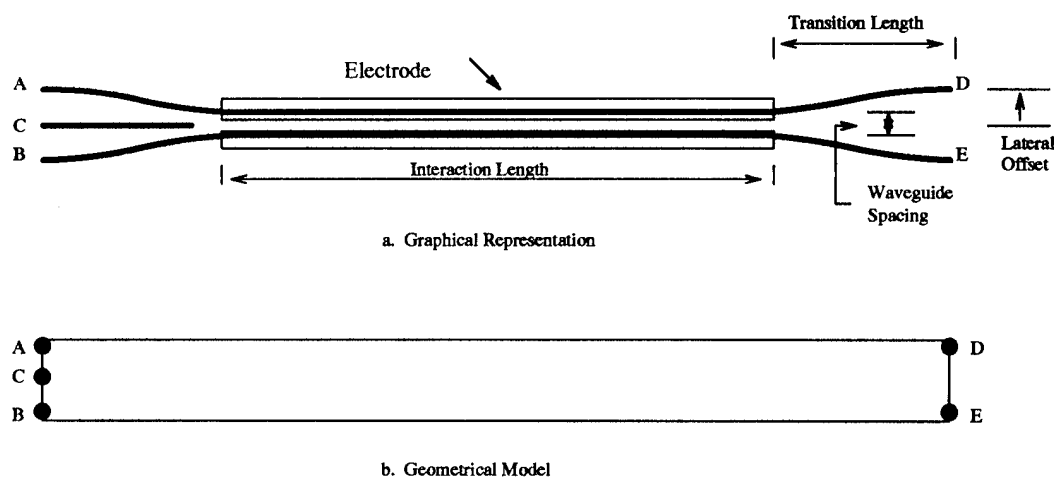 Transition Length
Electrode
A
D
C
B
E
Lateral
Offset
Interaction Length
Waveguide
Spacing
a. Graphical Representation
A
D
C
B
E
b. Geometrical Model